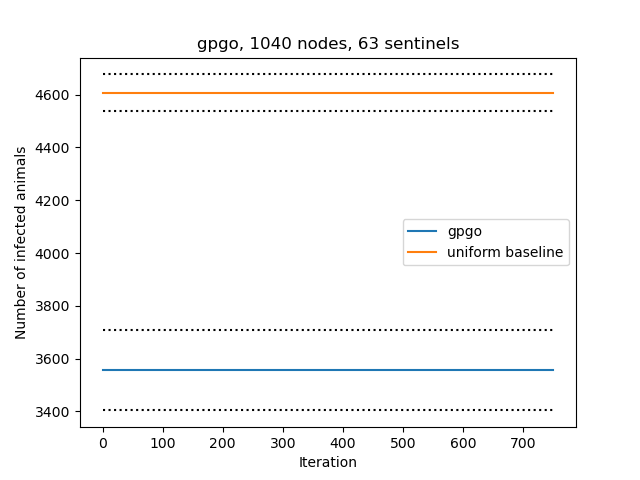 gpgo, 1040 nodes, 63 sentinels
Number of infected animals
4600
4400
4200
4000
3800
3600
3400
gpgo
uniform baseline
0 100 200 300 400 500 600 700
Iteration